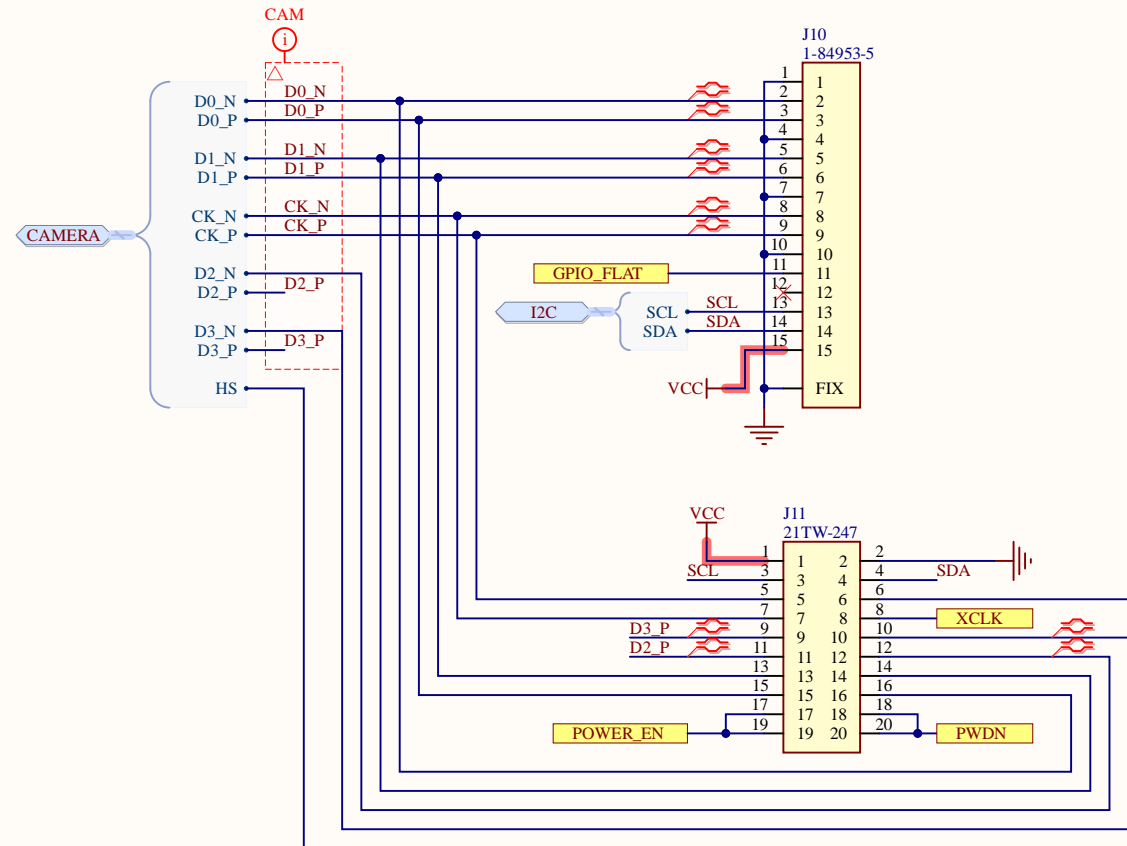 CAM
i
J10
1-84953-5
CAMERA
D0_N
D0_P
D1_N
D1_P
CK_N
CK_P
D2_N
D2_P
D3_N
D3_P
HS
D0_N
D0_P
D1_N
D1_P
CK_N
CK_P
D2_P
D3_P
GPIO_FLAT
I2C
SCL
SDA
SCL
SDA
VCC
1 1
2 2
3 3
4 4
5 5
6 6
7 7
8 8
9 9
10 10
11 11
12 12
13 13
14 14
15 15
FIX
VCC
J11
21TW-247
1 1 2 2
SCL 3 3 4 4 SDA
5 5 6 6
7 7 8 8 XCLK
D3_P 9 9 10 10
D2_P 11 11 12 12
13 13 14 14
15 15 16 16
17 17 18 18
POWER_EN 19 19 20 20 PWDN